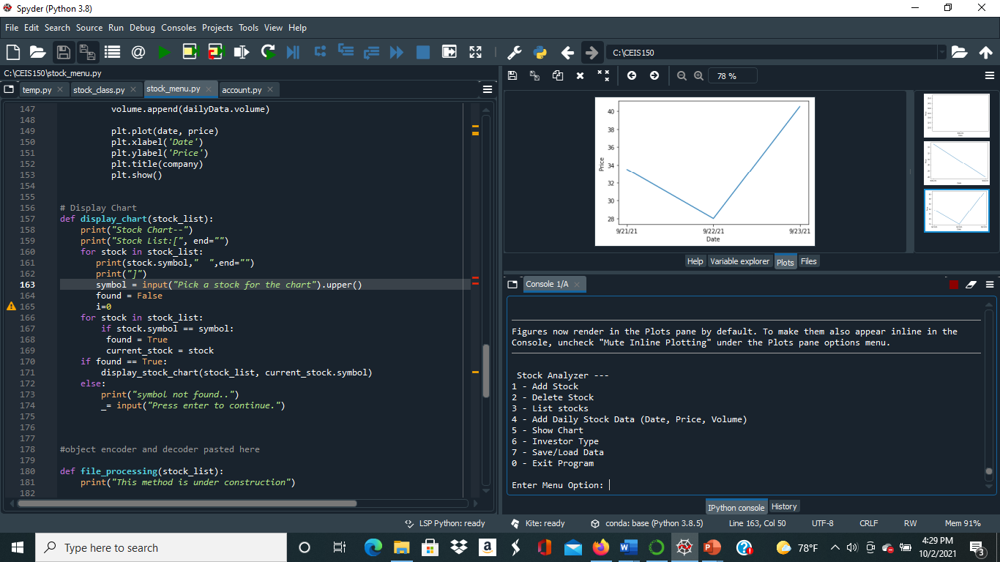 Spyder (Python 3.8)
File Edit Search Source Run Debug Consoles Projects Tools View Help
C:\CEIS150
C:\CEIS150\stock_menu.py
temp.py stock_class.py stock_menu.py account.py
147 volume.append(dailyData.volume)
148
149 plt.plot(date, price)
150 plt.xlabel('Date')
151 plt.ylabel('Price')
152 plt.title(company)
153 plt.show()
154
155
156 # Display Chart
157 def display_chart(stock_list):
158 print("Stock Chart--")
159 print("Stock List:[", end="")
160 for stock in stock_list:
161 print(stock.symbol,"  ",end="")
162 print("]")
163 symbol = input("Pick a stock for the chart").upper()
164 found = False
165 i=0
166 for stock in stock_list:
167 if stock.symbol == symbol:
168 found = True
169 current_stock = stock
170 if found == True:
171 display_stock_chart(stock_list, current_stock.symbol)
172 else:
173 print("symbol not found..")
174 _= input("Press enter to continue.")
175
176
177
178 #object encoder and decoder pasted here
179
180 def file_processing(stock_list):
181 print("This method is under construction")
182
78 %
40
38
36
34
32
30
28
Price
9/21/21 9/22/21 9/23/21
Date
Help Variable explorer Plots Files
Console 1/A
Figures now render in the Plots pane by default. To make them also appear inline in the
Console, uncheck "Mute Inline Plotting" under the Plots pane options menu.
Stock Analyzer ---
1 - Add Stock
2 - Delete Stock
3 - List stocks
4 - Add Daily Stock Data (Date, Price, Volume)
5 - Show Chart
6 - Investor Type
7 - Save/Load Data
0 - Exit Program
Enter Menu Option:
IPython console History
LSP Python: ready Kite: ready conda: base (Python 3.8.5) Line 163, Col 50 UTF-8 CRLF RW Mem 91%
Type here to search
78°F
4:29 PM
10/2/2021
3